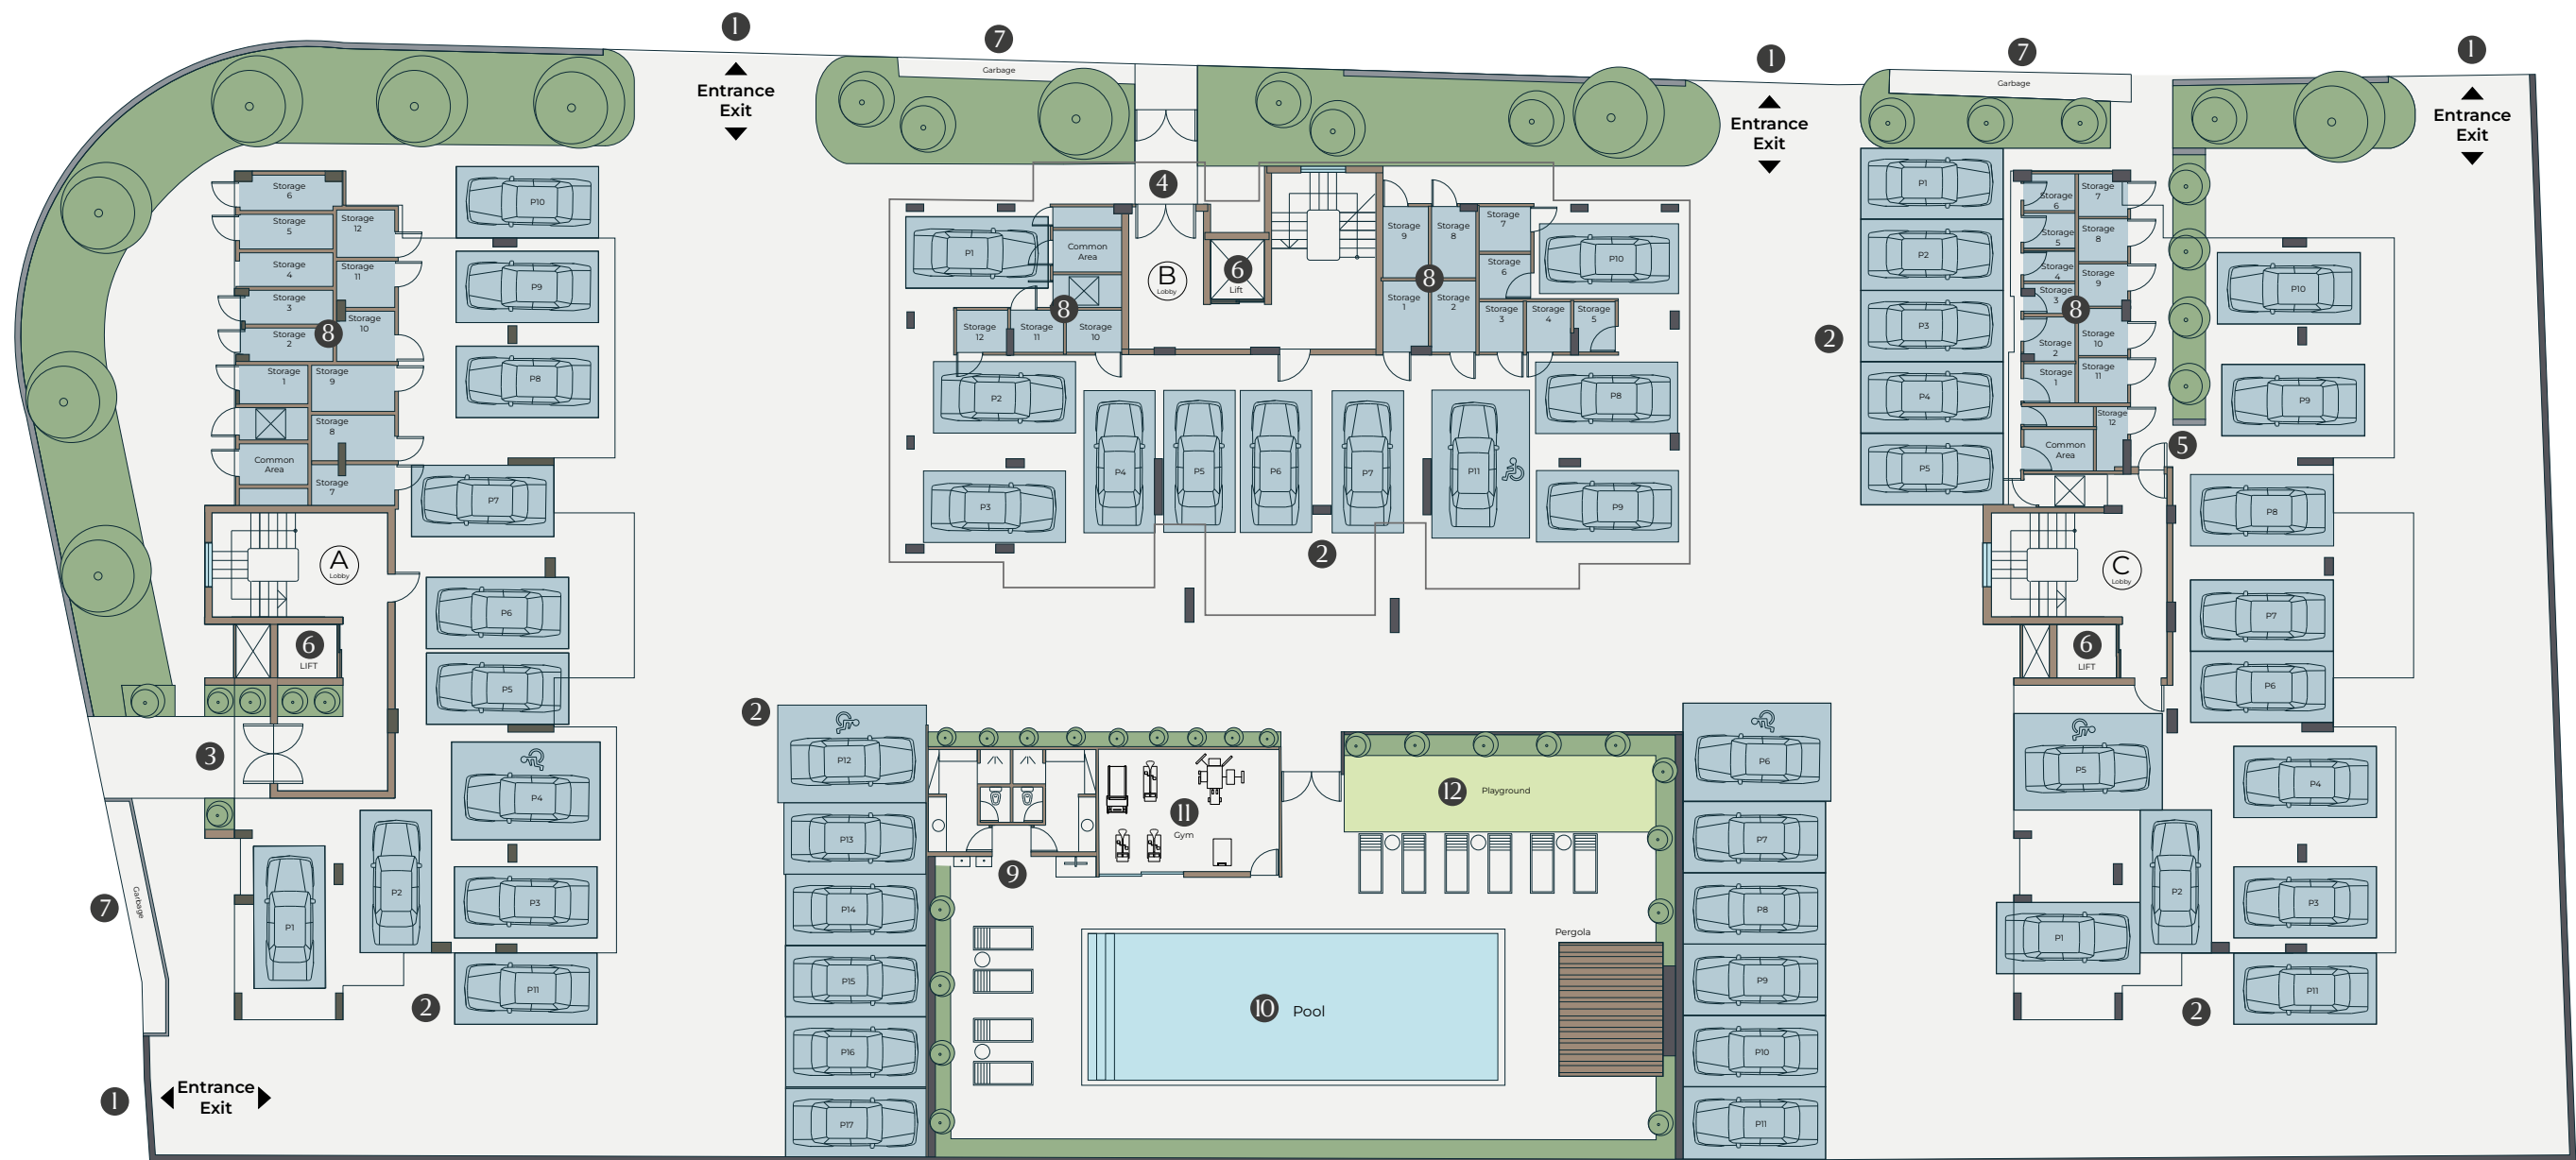 1
Entrance
Exit
7
Garbage
1
Entrance
Exit
7
Garbage
1
Entrance
Exit
Storage
6
Storage
5
Storage
12
Storage
4
Storage
11
Storage
3
Storage
10
Storage
2
8
Storage
1
Storage
9
Storage
8
Common
Area
Storage
7
P10
P9
P8
P7
A
Lobby
P6
6
LIFT
P5
3
P4
P2
P3
P1
7
Garbage
P11
2
1
Entrance
Exit
4
P1
Common
Area
B
Lobby
6
Lift
8
Storage
12
Storage
11
Storage
10
Storage
9
Storage
8
Storage
7
Storage
6
8
Storage
1
Storage
2
Storage
3
Storage
4
Storage
5
P10
P2
P8
P4
P5
P6
P7
P11
P3
P9
2
2
P12
P13
P14
P15
P16
P17
11
Gym
9
12
Playground
Pergola
10
Pool
P6
P7
P8
P9
P10
P11
2
P1
P2
P3
P4
P5
Storage
6
Storage
7
Storage
5
Storage
8
Storage
4
Storage
9
Storage
3
8
Storage
2
Storage
10
Storage
1
Storage
11
Storage
12
Common
Area
5
C
Lobby
6
LIFT
P10
P9
P8
P7
P6
P5
P4
P2
P3
P1
P11
2